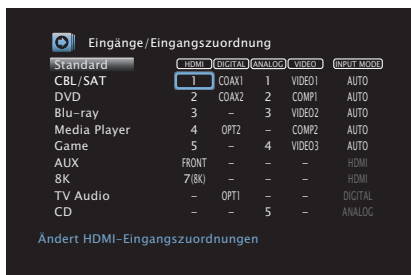 Eingänge/Eingangszuordnung
Standard HDMI DIGITAL ANALOG VIDEO INPUT MODE
CBL/SAT 1 COAX1 1 VIDEO1 AUTO
DVD 2 COAX2 2 COMP1 AUTO
Blu-ray 3 – 3 VIDEO2 AUTO
Media Player 4 OPT2 – COMP2 AUTO
Game 5 – 4 VIDEO3 AUTO
AUX FRONT – – – HDMI
8K 7(8K) – – – HDMI
TV Audio – OPT1 – – DIGITAL
CD – – 5 – ANALOG
Ändert HDMI-Eingangszuordnungen